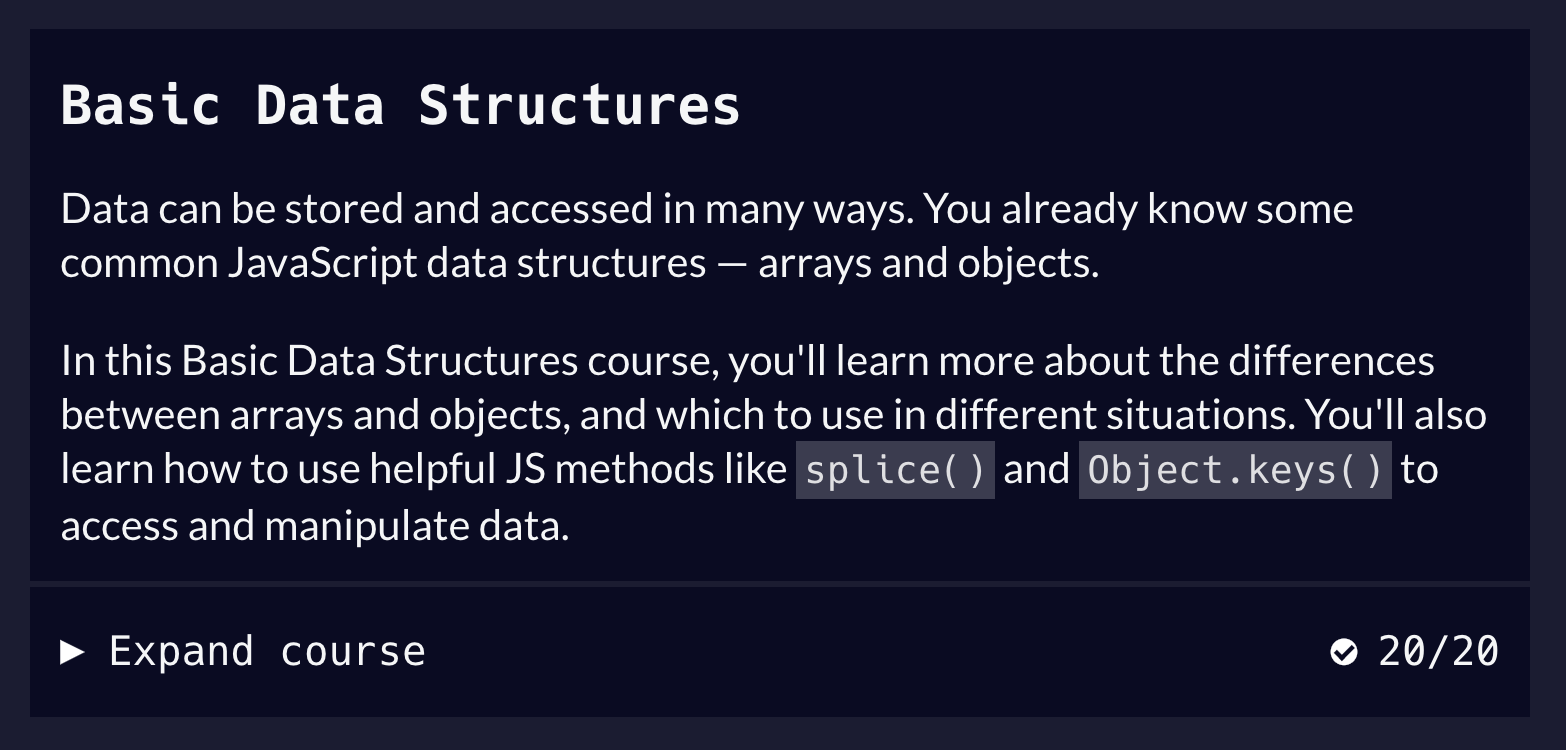 Basic Data Structures
Data can be stored and accessed in many ways. You already know some
common JavaScript data structures — arrays and objects.
In this Basic Data Structures course, you'll learn more about the differences
between arrays and objects, and which to use in different situations. You'll also
learn how to use helpful JS methods like splice() and Object.keys() to
access and manipulate data.
Expand course 20/20